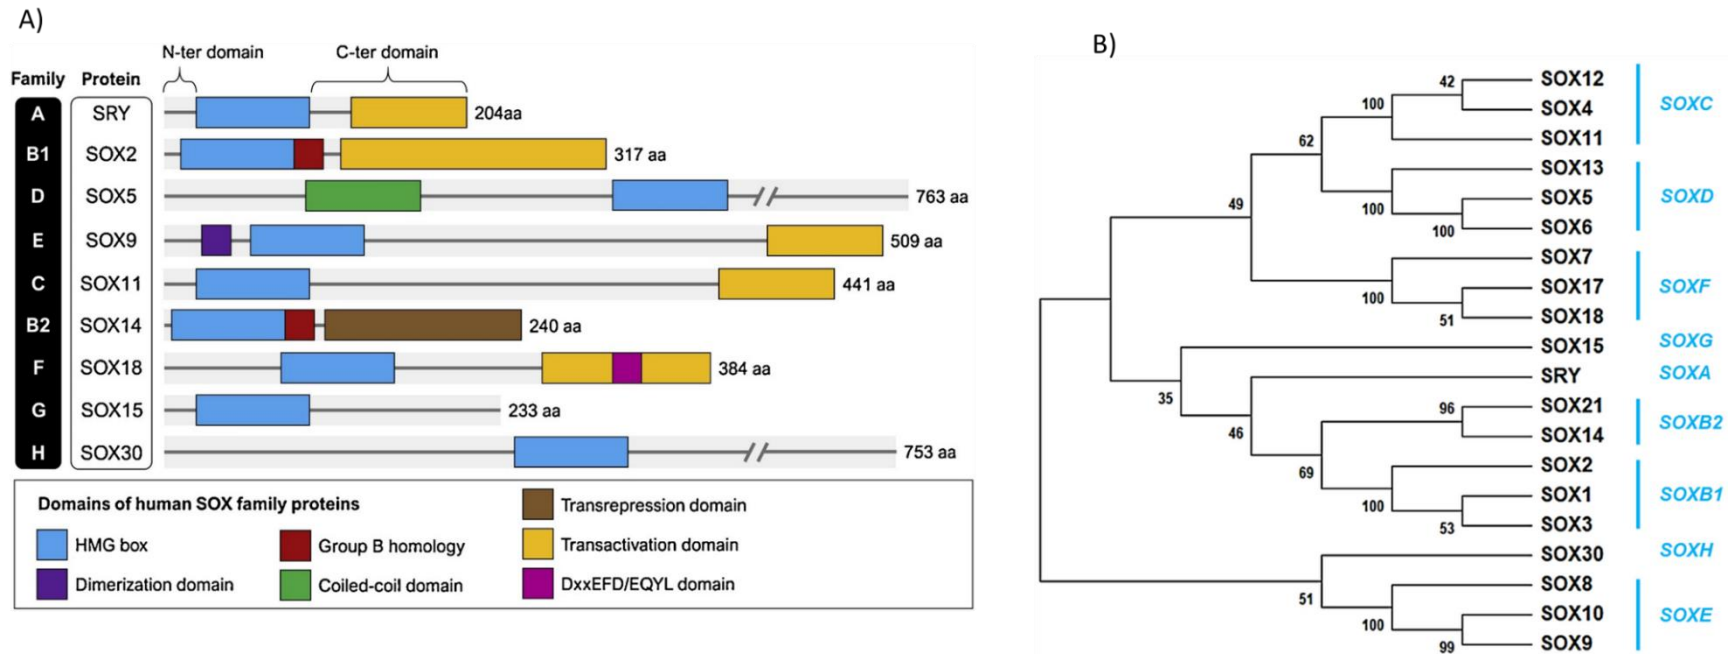 A)
N-ter domain
C-ter domain
Family
Protein
A
SRY
204aa
B1
SOX2
317 aa
D
SOX5
763 aa
E
SOX9
509 aa
C
SOX11
441 aa
B2
SOX14
240 aa
F
SOX18
384 aa
G
SOX15
233 aa
H
SOX30
753 aa
Domains of human SOX family proteins
HMG box
Dimerization domain
Group B homology
Coiled-coil domain
Transrepression domain
Transactivation domain
DxxEFD/EQYL domain
B)
42
SOX12
SOXC
100
SOX4
62
SOX11
SOX13
SOXD
49
100
SOX5
100
SOX6
SOX7
SOXF
100
SOX17
51
SOX18
SOX15
SOXG
35
SRY
SOXA
96
SOX21
SOXB2
46
SOX14
69
SOX2
SOXB1
100
SOX1
53
SOX3
SOX30
SOXH
51
SOX8
SOXE
100
SOX10
99
SOX9